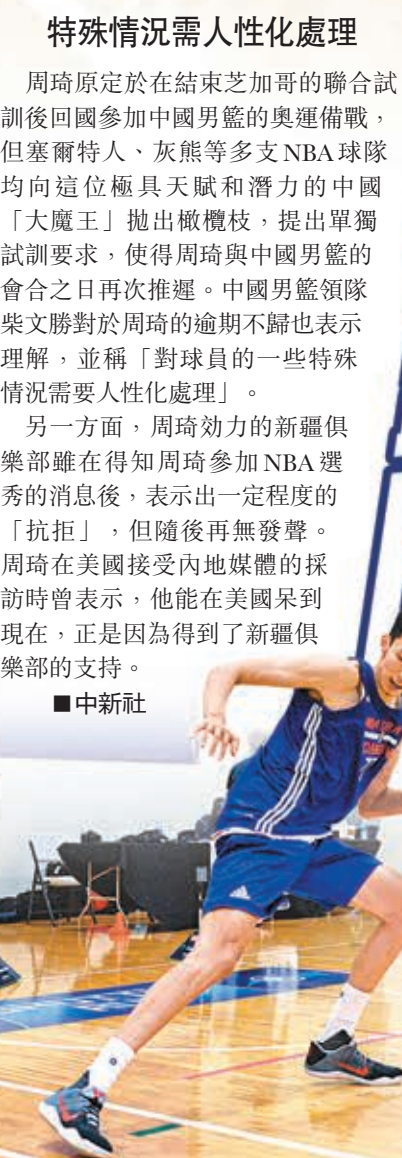 特殊情況需人性化處理
周琦原定於在結束芝加哥的聯合試
訓後回國參加中國男籃的奧運備戰，
但塞爾特人、灰熊等多支NBA球隊
均向這位極具天賦和潛力的中國
「大魔王」拋出橄欖枝，提出單獨
試訓要求，使得周琦與中國男籃的
會合之日再次推遲。中國男籃領隊
柴文勝對於周琦的逾期不歸也表示
理解，並稱「對球員的一些特殊
情況需要人性化處理」。
另一方面，周琦効力的新疆俱
樂部雖在得知周琦參加NBA選
秀的消息後，表示出一定程度的
「抗拒」，但隨後再無發聲。
周琦在美國接受內地媒體的採
訪時曾表示，他能在美國呆到
現在，正是因為得到了新疆俱
樂部的支持。
■中新社